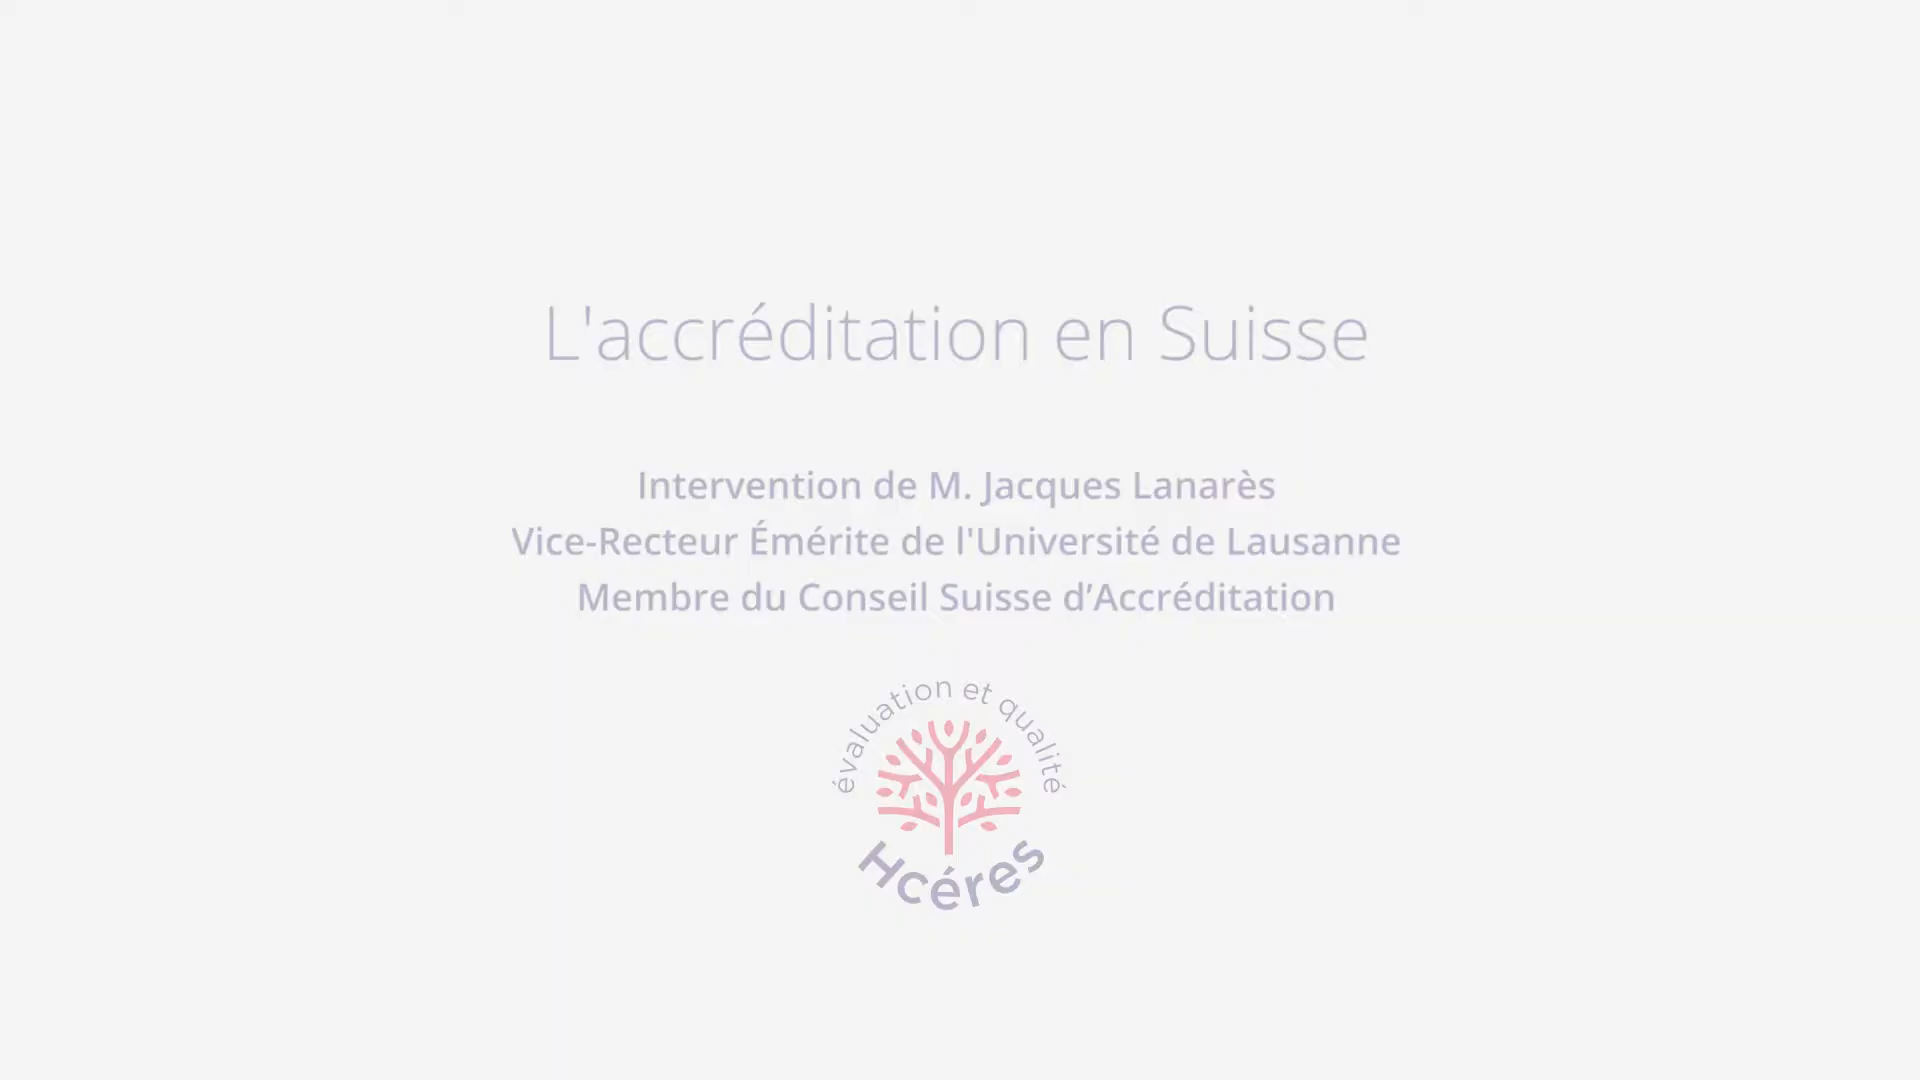 L'accréditation en Suisse
Intervention de M. Jacques Lanarès
Vice-Recteur Émérite de l'Université de Lausanne
Membre du Conseil Suisse d’Accréditation
évaluation et qualité
Hcéres